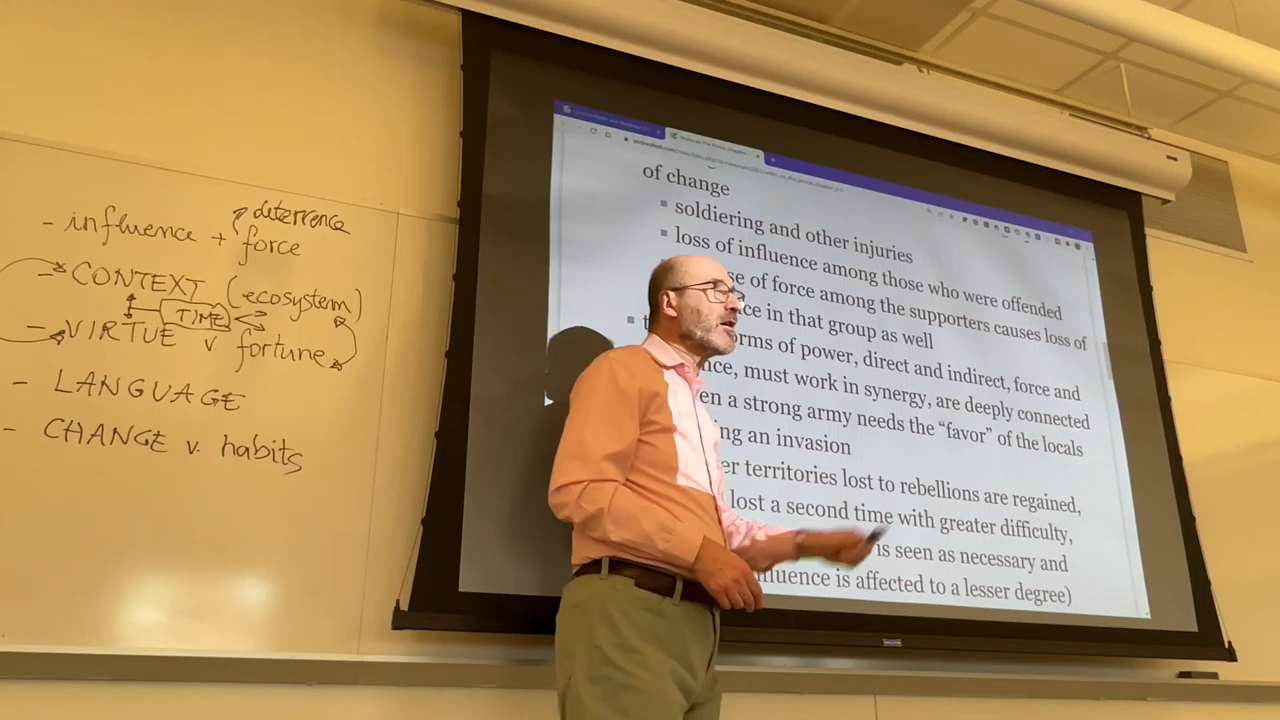 - influence + force
deterrence
- CONTEXT (ecosystem)
TIME
- VIRTUE v. fortune
- LANGUAGE
- CHANGE v. habits
of change
soldiering and other injuries
loss of influence among those who were offended
se of force among the supporters causes loss of
ce in that group as well
t
orms of power, direct and indirect, force and
nce, must work in synergy, are deeply connected
en a strong army needs the “favor” of the locals
ng an invasion
er territories lost to rebellions are regained,
lost a second time with greater difficulty,
is seen as necessary and
fluence is affected to a lesser degree)